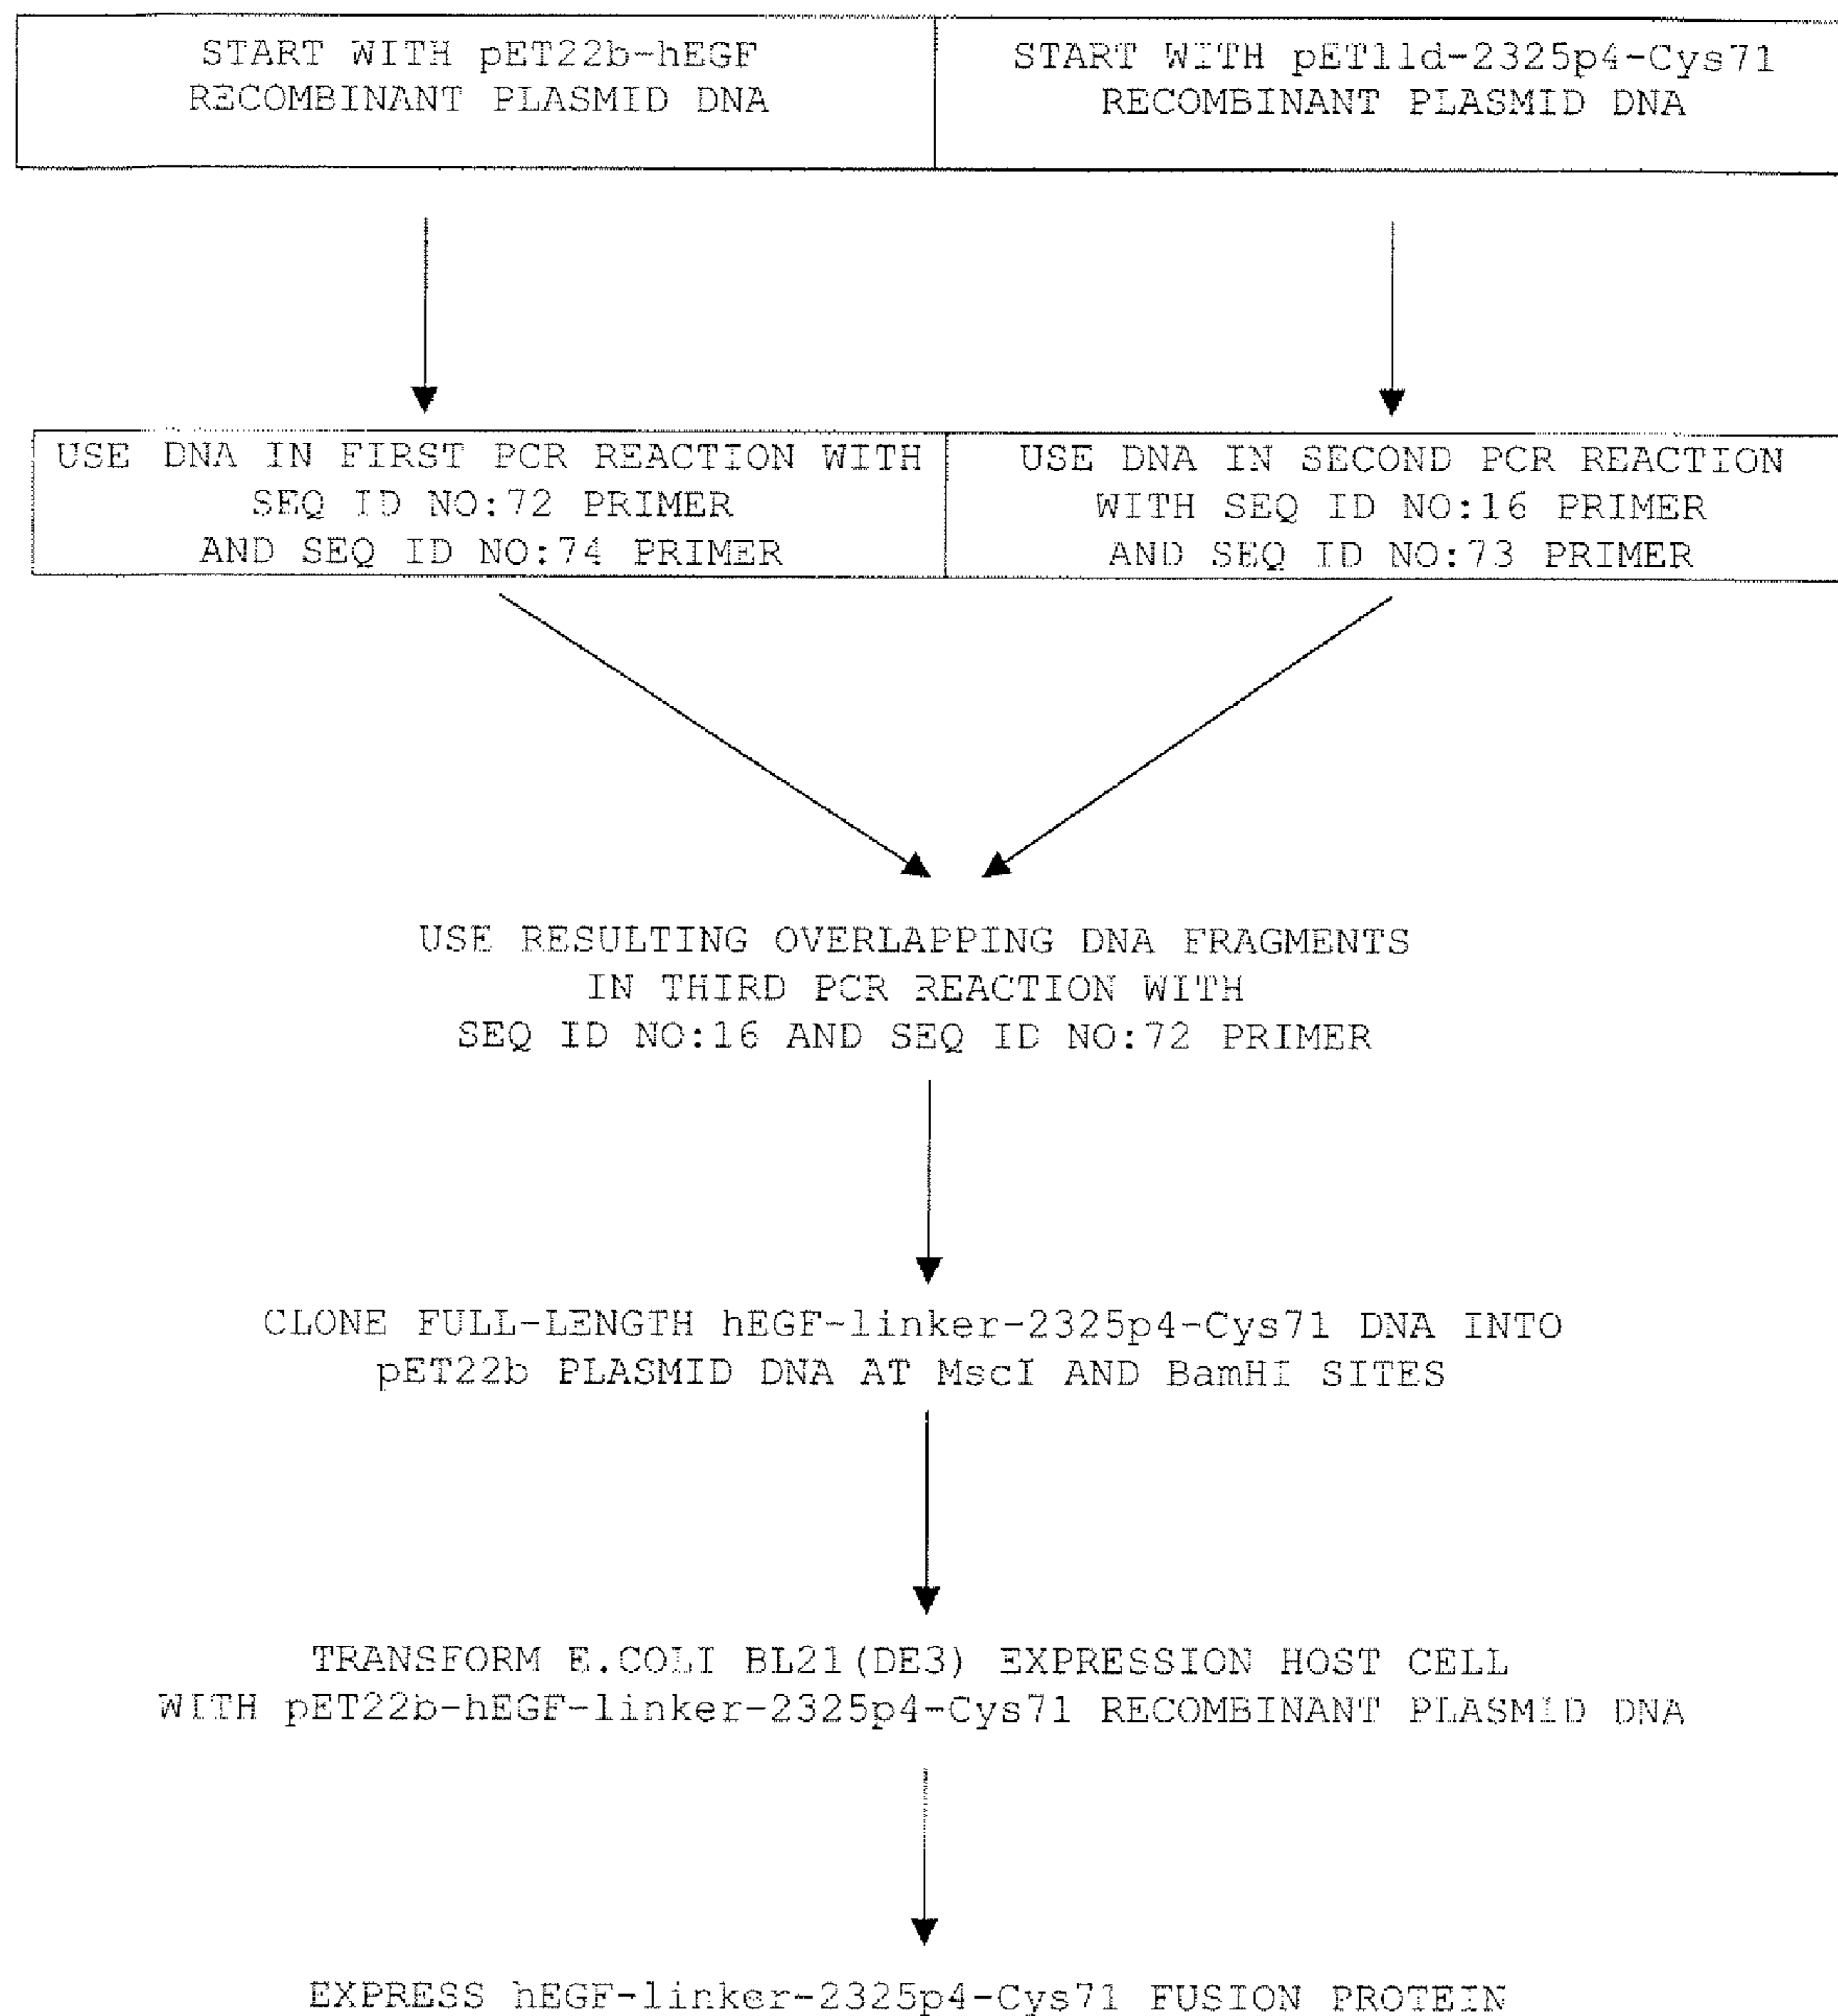 START WITH pET22b-hEGF
RECOMBINANT PLASMID DNA
START WITH pET11d-2325p4-Cys71
RECOMBINANT PLASMID DNA
USE DNA IN FIRST PCR REACTION WITH
SEQ ID NO:72 PRIMER
AND SEQ ID NO:74 PRIMER
USE DNA IN SECOND PCR REACTION
WITH SEQ ID NO:16 PRIMER
AND SEQ ID NO:73 PRIMER
USE RESULTING OVERLAPPING DNA FRAGMENTS
IN THIRD PCR REACTION WITH
SEQ ID NO:16 AND SEQ ID NO:72 PRIMER
CLONE FULL-LENGTH hEGF-linker-2325p4-Cys71 DNA INTO
pET22b PLASMID DNA AT MscI AND BamHI SITES
TRANSFORM E.COLI BL21(DE3) EXPRESSION HOST CELL
WITH pET22b-hEGF-linker-2325p4-Cys71 RECOMBINANT PLASMID DNA
EXPRESS hEGF-linker-2325p4-Cys71 FUSION PROTEIN